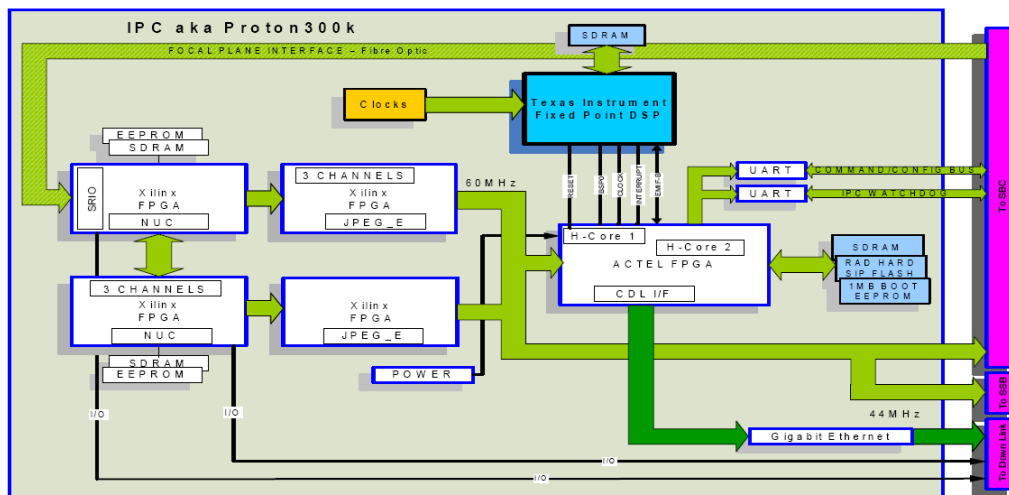 IPC aka Proton300k
SDRAM
FOCAL PLANE INTERFACE – Fibre Optic
Clocks
Texas Instrument
Fixed Point DSP
EEPROM
SDRAM
SRIO
Xilinx
FPGA
NUC
3 CHANNELS
Xilinx
FPGA
JPEG_E
60MHz
RESET
BSP0
CLOCK
INTERRUPT
EMIF-B
UART
COMMAND/CONFIG BUS
UART
IPC WATCHDOG
To SBC
H-Core 1
H-Core 2
ACTEL FPGA
CDL I/F
SDRAM
RAD HARD
SIP FLASH
1MB BOOT
EEPROM
3 CHANNELS
Xilinx
FPGA
NUC
Xilinx
FPGA
JPEG_E
SDRAM
EEPROM
POWER
To SSB
I/O
I/O
44MHz
Gigabit Ethernet
To Down Link
I/O
I/O